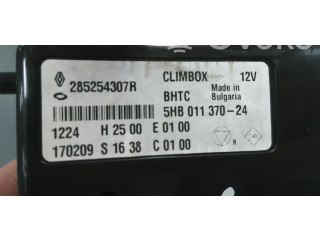 285254307R CLIMBOX 12V
BHTC Made in
Bulgaria
5HB 011 370-24
1224 H 25 00 E 01 00
170209 S 16 38 C 01 00